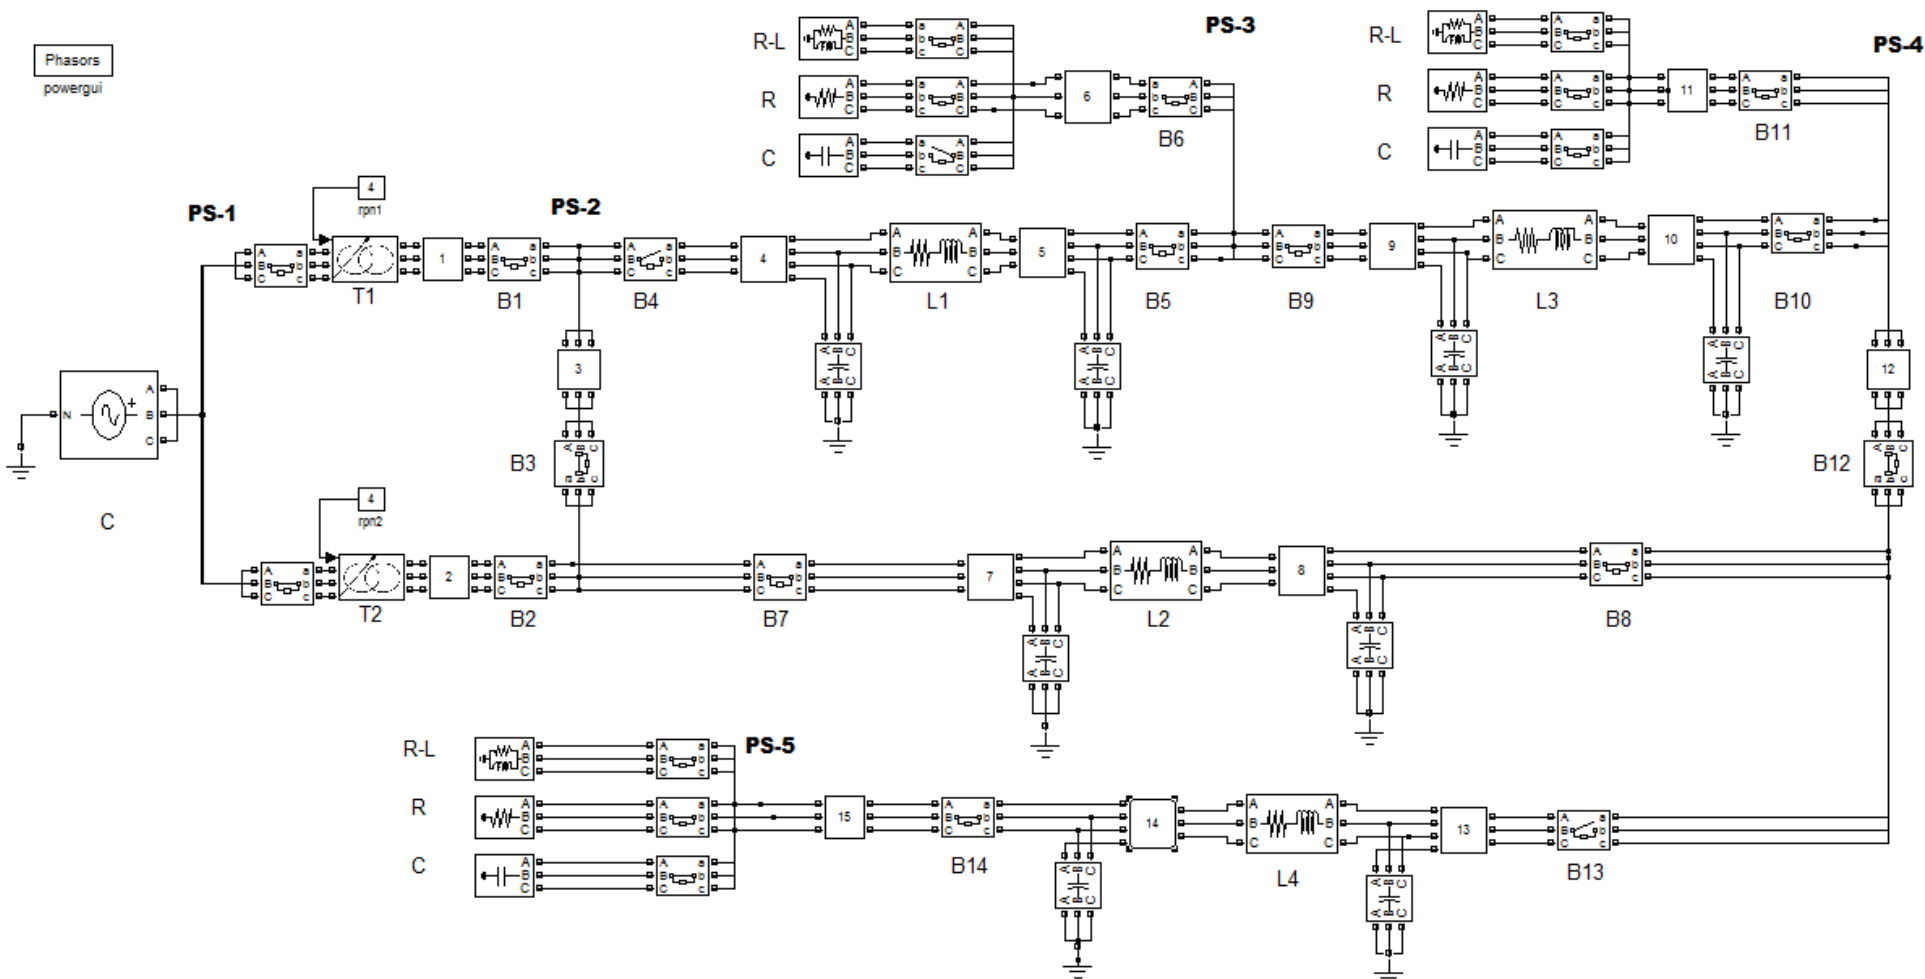 Phasors
powergui
PS-1
PS-2
PS-3
PS-4
PS-5
R-L
R
C
R-L
R
C
6
B6
11
B11
4
rpn1
T1
1
B1
B4
4
L1
5
B5
B9
9
L3
10
B10
3
B3
12
B12
N
A
B
C
C
4
rpn2
T2
2
B2
B7
7
L2
8
B8
R-L
R
C
15
B14
14
L4
13
B13